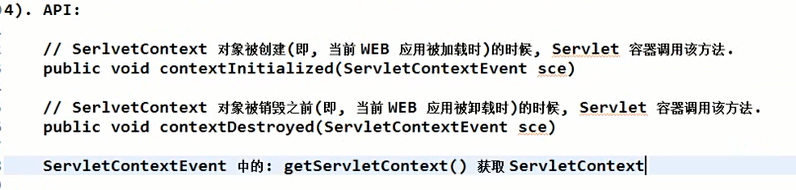 4). API:
// SerlvetContext 对象被创建(即, 当前 WEB 应用被加载时)的时候, Servlet 容器调用该方法.
public void contextInitialized(ServletContextEvent sce)
// SerlvetContext 对象被销毁之前(即, 当前 WEB 应用被卸载时)的时候, Servlet 容器调用该方法.
public void contextDestroyed(ServletContextEvent sce)
ServletContextEvent 中的: getServletContext() 获取 ServletContext